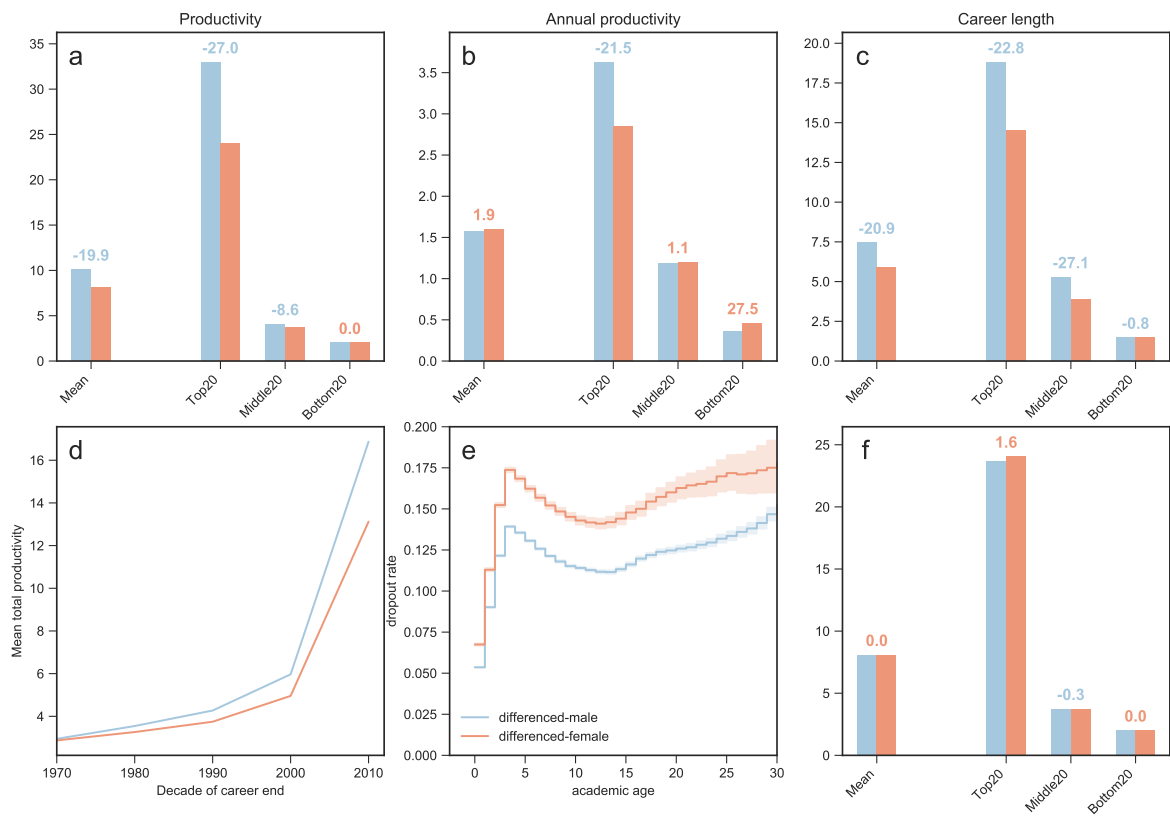 Productivity
a
35
30
25
20
15
10
5
0
-19.9
-27.0
-8.6
0.0
Mean
Top20
Middle20
Bottom20
Annual productivity
b
3.5
3.0
2.5
2.0
1.5
1.0
0.5
0.0
1.9
-21.5
1.1
27.5
Mean
Top20
Middle20
Bottom20
Career length
c
20.0
17.5
15.0
12.5
10.0
7.5
5.0
2.5
0.0
-20.9
-22.8
-27.1
-0.8
Mean
Top20
Middle20
Bottom20
d
Mean total productivity
16
14
12
10
8
6
4
1970 1980 1990 2000 2010
Decade of career end
e
dropout rate
0.200
0.175
0.150
0.125
0.100
0.075
0.050
0.025
0.000
differenced-male
differenced-female
0 5 10 15 20 25 30
academic age
f
25
20
15
10
5
0
0.0
1.6
-0.3
0.0
Mean
Top20
Middle20
Bottom20